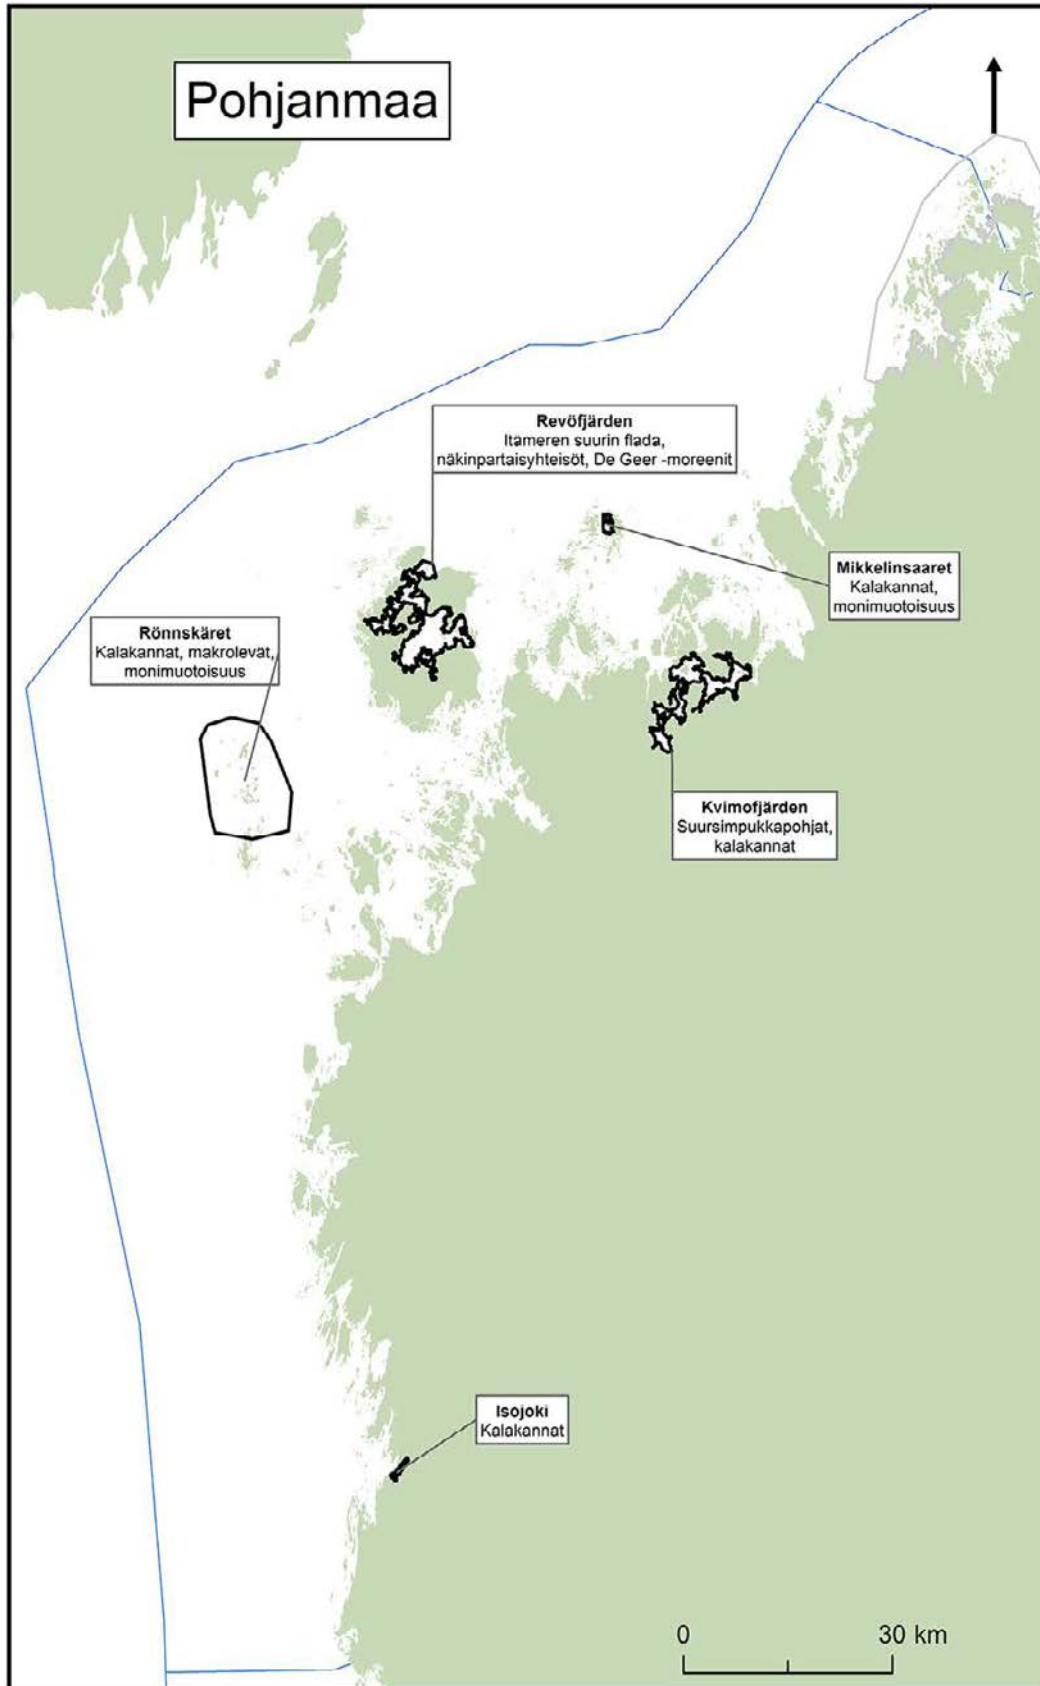 Pohjanmaa
Revöfjärden
Itämeren suurin flada,
näkinpartaisyhteisöt, De Geer -moreenit
Mikkelinsaaret
Kalakannat,
monimuotoisuus
Rönnskäret
Kalakannat, makrolevät,
monimuotoisuus
Kvimofjärden
Suursimpukkapohjat,
kalakannat
Isojoki
Kalakannat
0 30 km